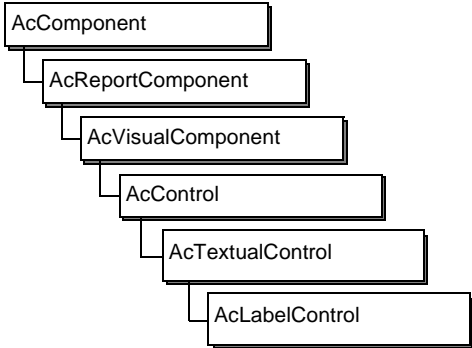 AcComponent
AcReportComponent
AcVisualComponent
AcControl
AcTextualControl
AcLabelControl